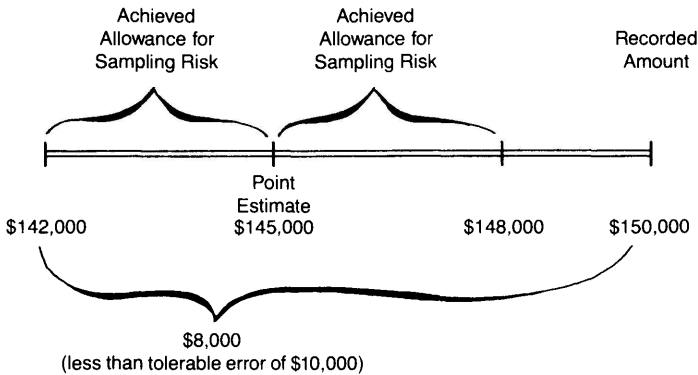 Achieved
Allowance for
Sampling Risk
Achieved
Allowance for
Sampling Risk
Recorded
Amount
Point
Estimate
$142,000
$145,000
$148,000
$150,000
$8,000
(less than tolerable error of $10,000)